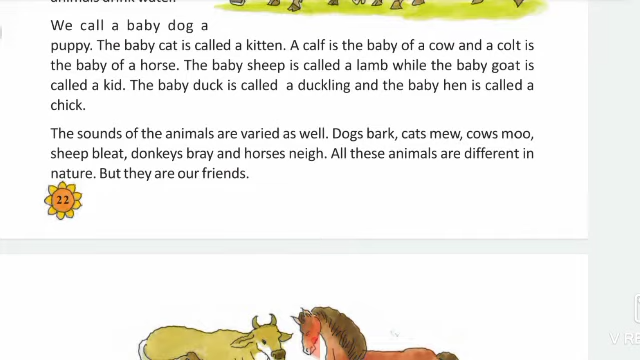 animals drink water.
We call a baby dog a
puppy. The baby cat is called a kitten. A calf is the baby of a cow and a colt is
the baby of a horse. The baby sheep is called a lamb while the baby goat is
called a kid. The baby duck is called a duckling and the baby hen is called a
chick.
The sounds of the animals are varied as well. Dogs bark, cats mew, cows moo,
sheep bleat, donkeys bray and horses neigh. All these animals are different in
nature. But they are our friends.
22
V RE